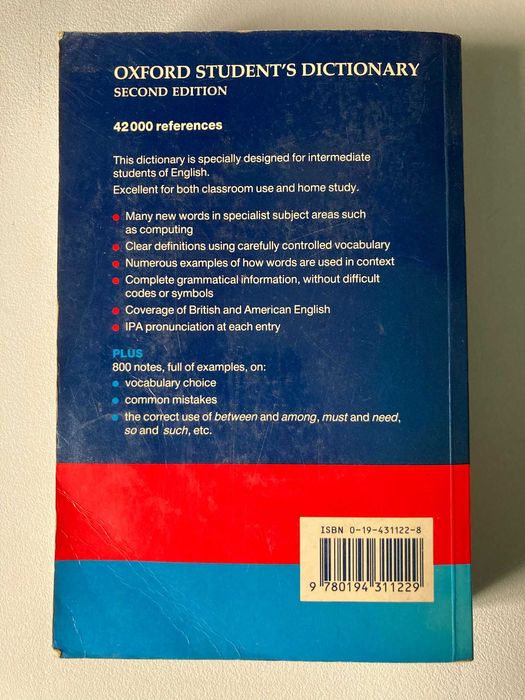 OXFORD STUDENT'S DICTIONARY
SECOND EDITION
42 000 references
This dictionary is specially designed for intermediate
students of English.
Excellent for both classroom use and home study.
Many new words in specialist subject areas such
as computing
Clear definitions using carefully controlled vocabulary
Numerous examples of how words are used in context
Complete grammatical information, without difficult
codes or symbols
Coverage of British and American English
IPA pronunciation at each entry
PLUS
800 notes, full of examples, on:
vocabulary choice
common mistakes
the correct use of between and among, must and need,
so and such, etc.
ISBN 0-19-431122-8
9 780194 311229